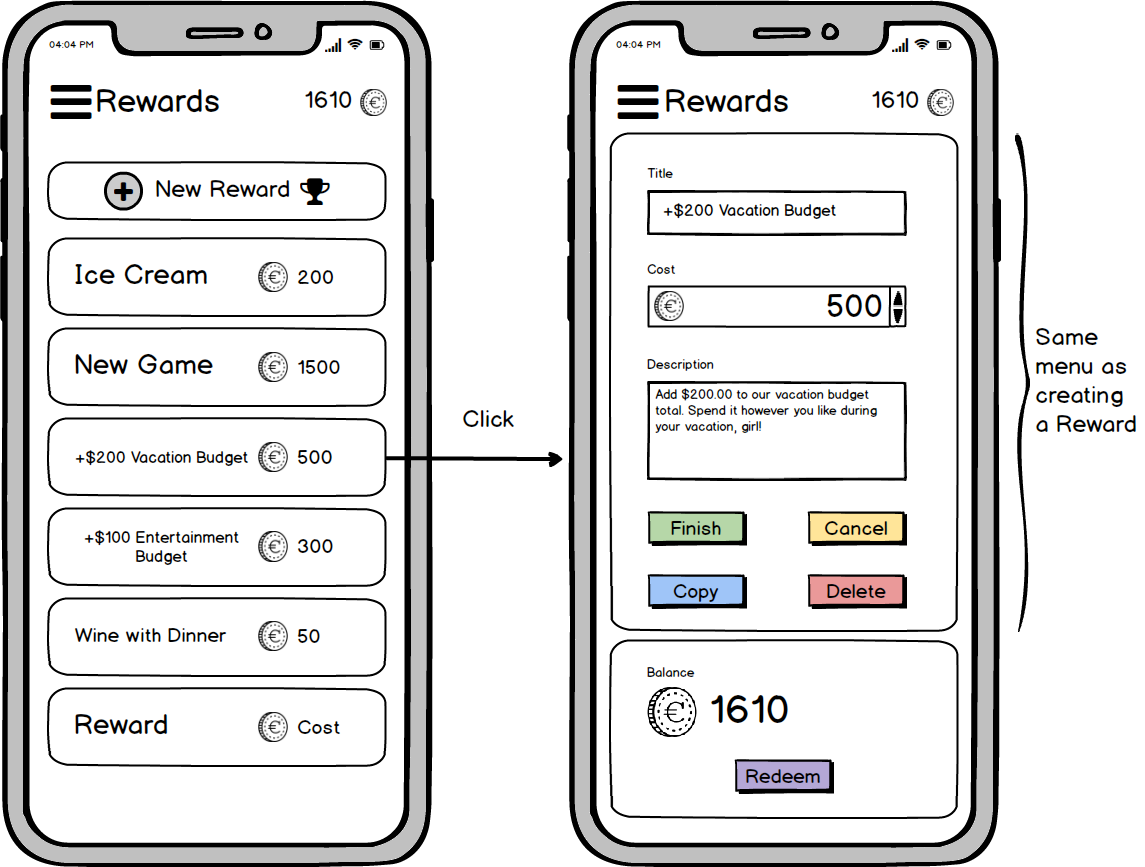 04:04 PM
Rewards 1610
New Reward
Ice Cream 200
New Game 1500
+$200 Vacation Budget 500
+$100 Entertainment
Budget 300
Wine with Dinner 50
Reward Cost
Click
04:04 PM
Rewards 1610
Title
+$200 Vacation Budget
Cost
500
Description
Add $200.00 to our vacation budget
total. Spend it however you like during
your vacation, girl!
Finish Cancel
Copy Delete
Balance
1610
Redeem
Same
menu as
creating
a Reward